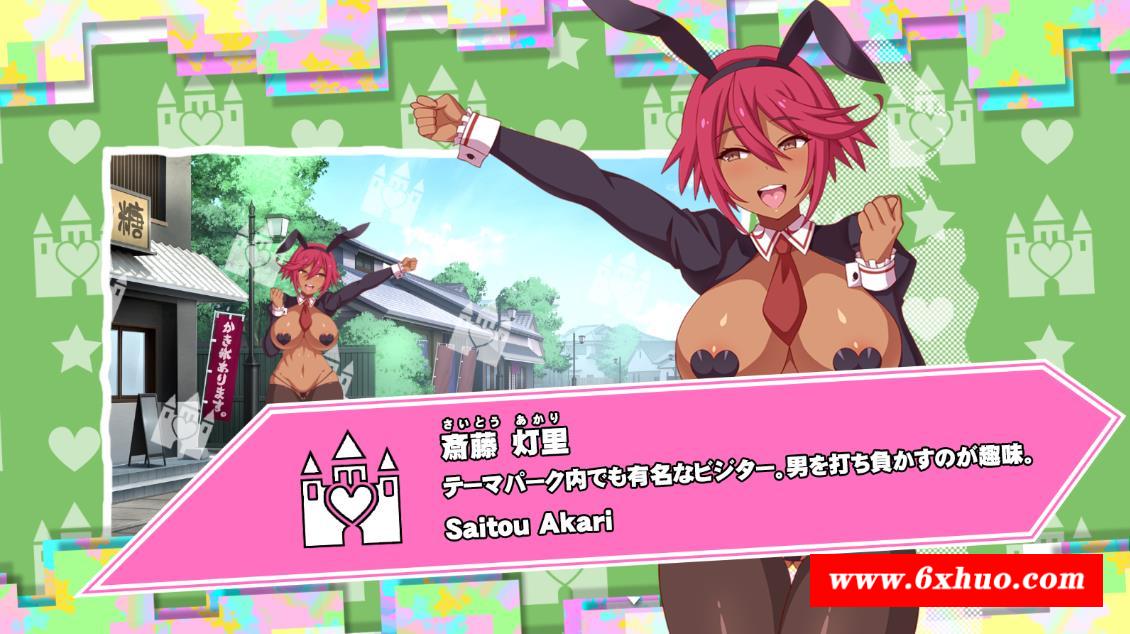 糖
かき氷あります。
さいとう あかり
斎藤 灯里
テーマパーク内でも有名なビジター。男を打ち負かすのが趣味。
Saitou Akari
www.6xhuo.com